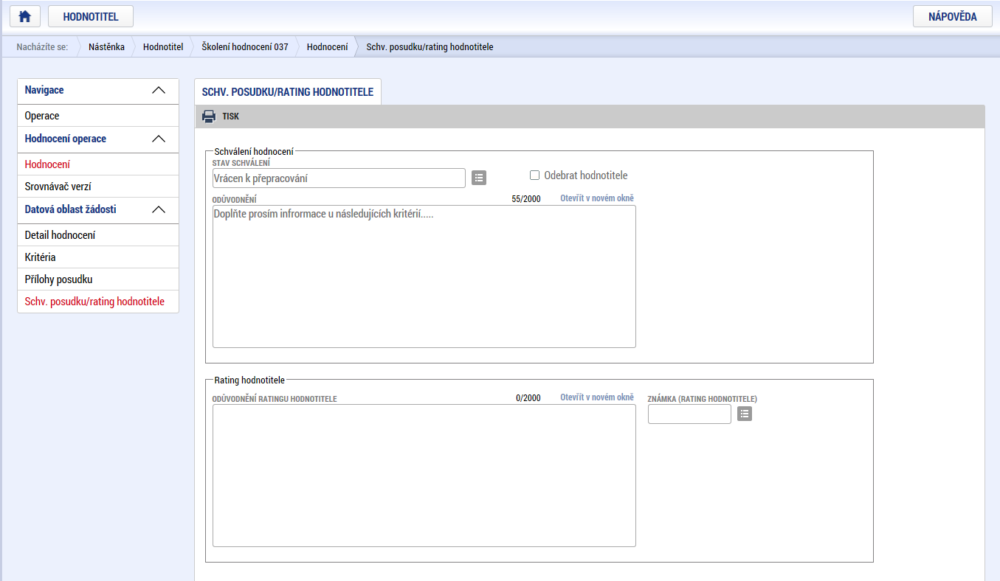 HODNOTITEL
NÁPOVĚDA
Nacházíte se: Nástěnka Hodnotitel Školení hodnocení 037 Hodnocení Schv. posudku/rating hodnotitele
Navigace
Operace
Hodnocení operace
Hodnocení
Srovnávač verzí
Datová oblast žádosti
Detail hodnocení
Kritéria
Přílohy posudku
Schv. posudku/rating hodnotitele
SCHV. POSUDKU/RATING HODNOTITELE
TISK
Schválení hodnocení
STAV SCHVÁLENÍ
Vrácen k přepracování
Odebrat hodnotitele
ODŮVODNĚNÍ 55/2000 Otevřít v novém okně
Doplňte prosím infrormace u následujících kritérií.....
Rating hodnotitele
ODŮVODNĚNÍ RATINGU HODNOTITELE 0/2000 Otevřít v novém okně
ZNÁMKA (RATING HODNOTITELE)